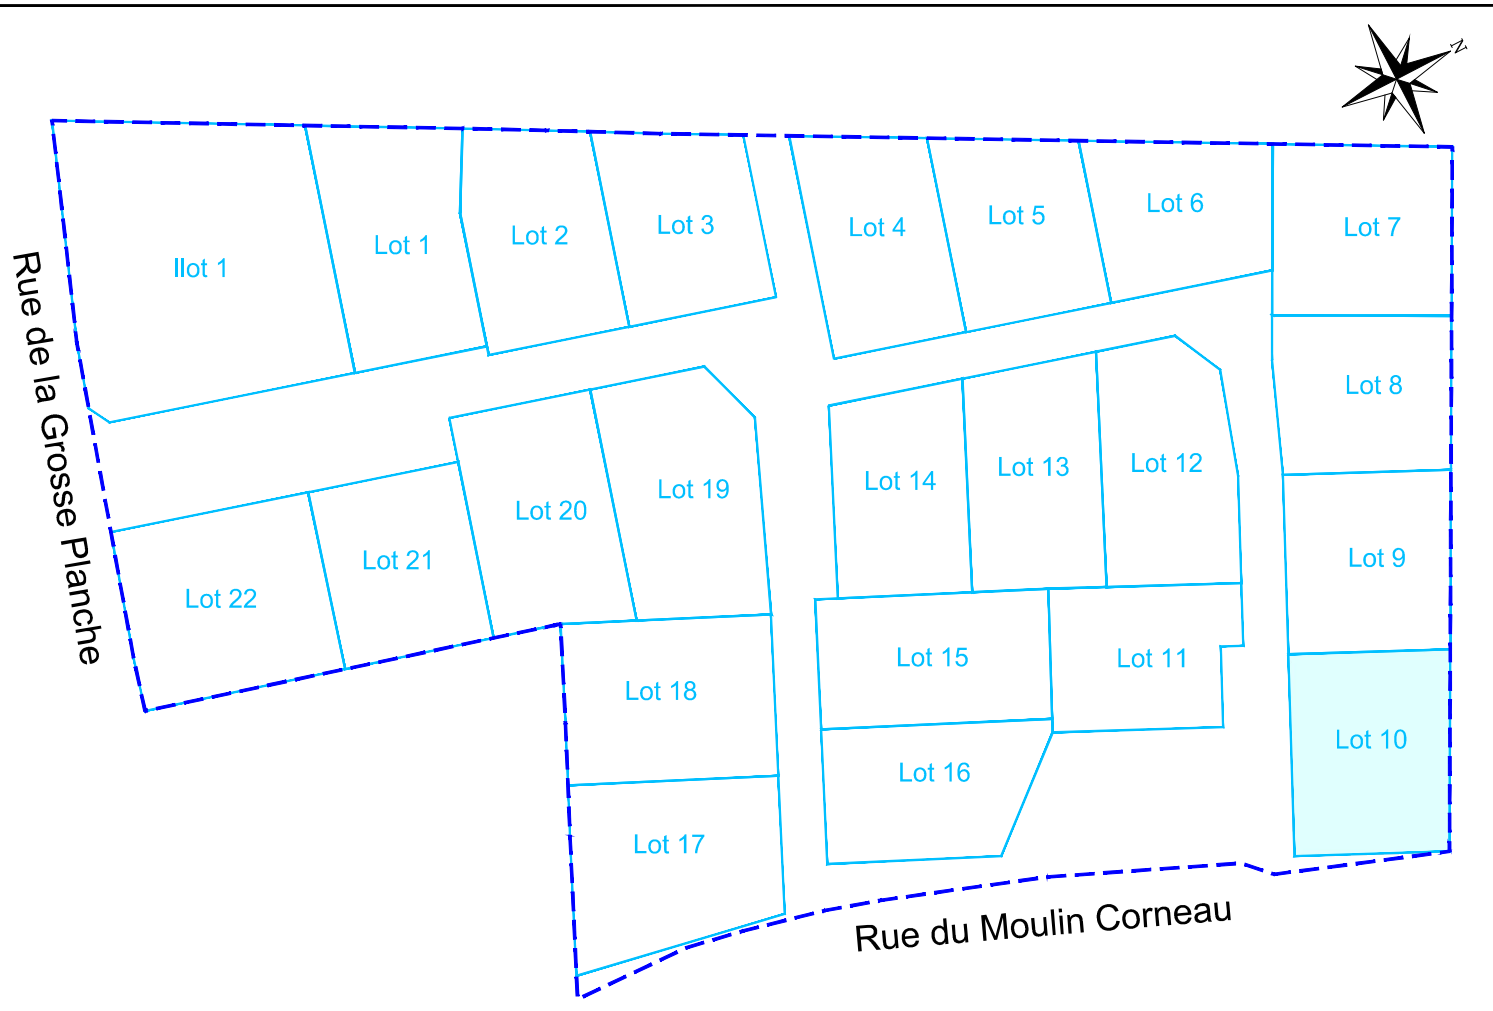 N
Lot 6
Lot 5
Lot 3
Lot 4
Lot 7
Lot 2
Lot 1
Ilot 1
Lot 8
Lot 12
Lot 13
Lot 14
Lot 19
Lot 20
Lot 9
Lot 21
Lot 22
Rue de la Grosse Planche
Lot 15
Lot 11
Lot 18
Lot 10
Lot 16
Lot 17
Rue du Moulin Corneau